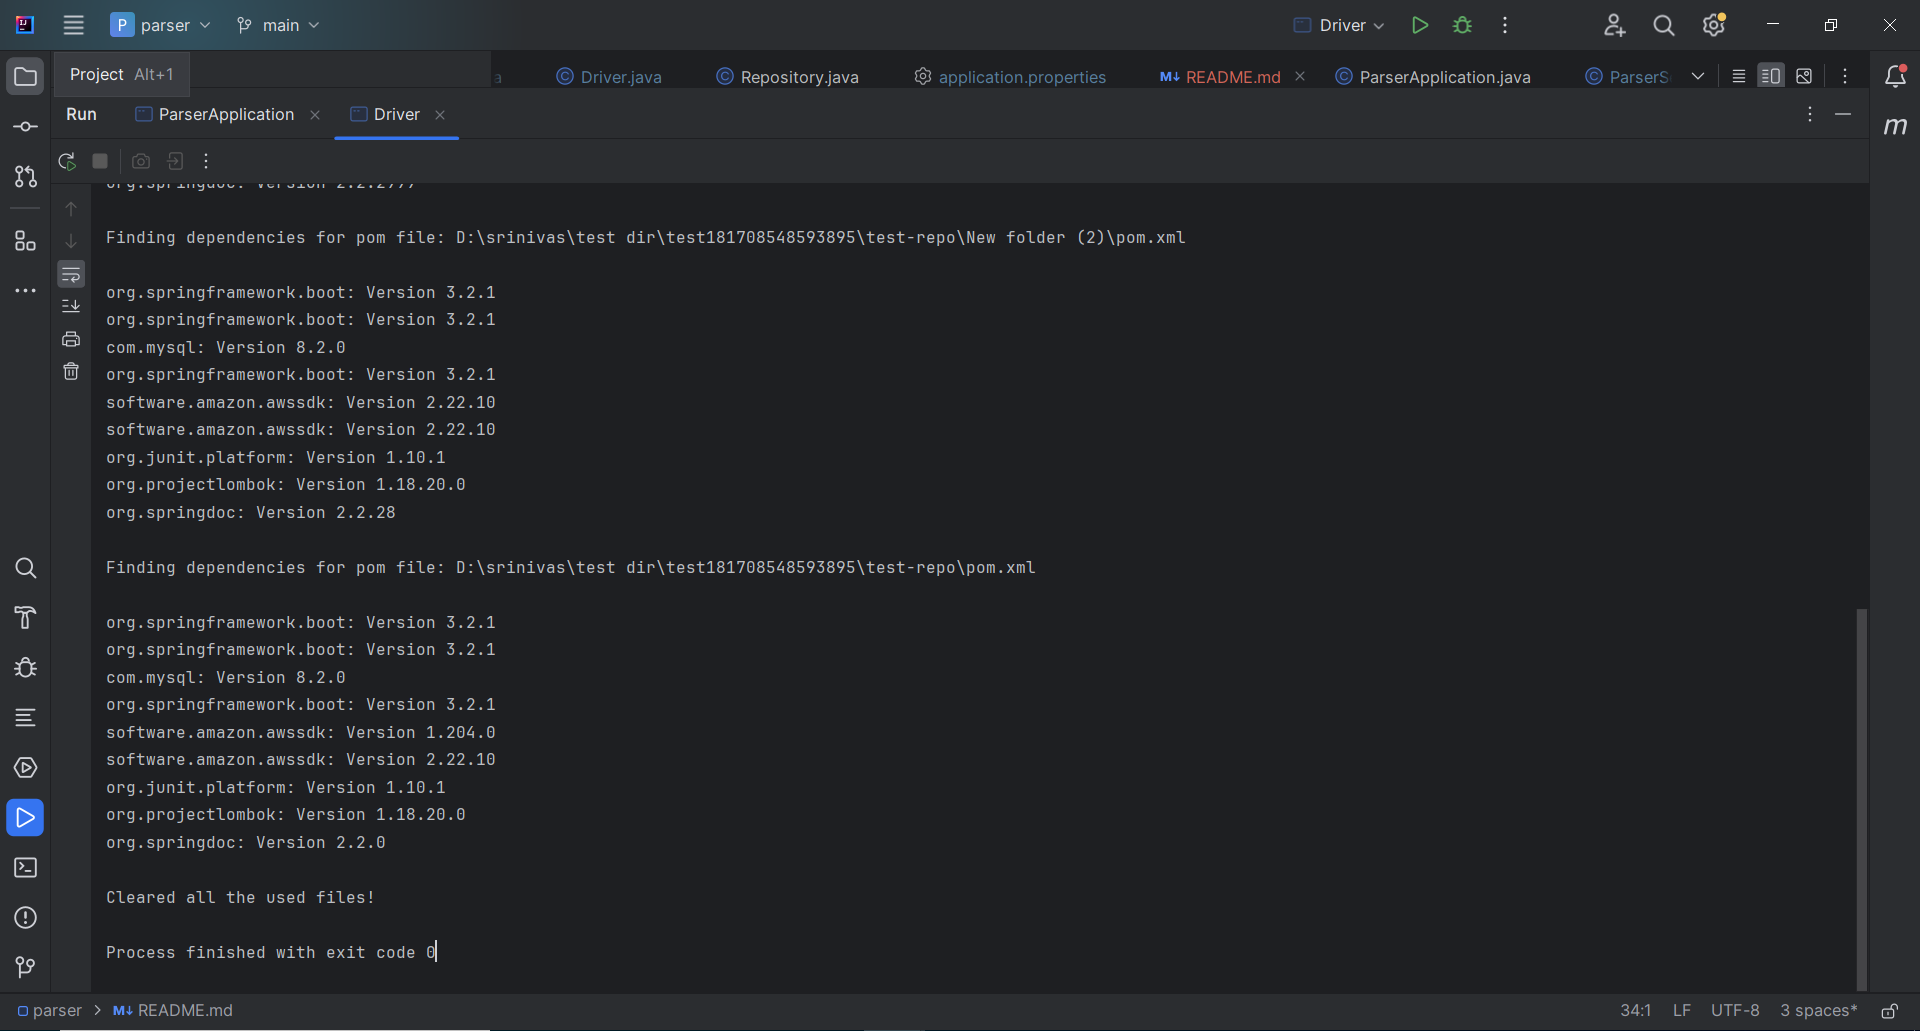 parser
main
Driver
Project Alt+1
a
Driver.java
Repository.java
application.properties
M↓ README.md
ParserApplication.java
ParserS
Run
ParserApplication
Driver
m
Finding dependencies for pom file: D:\srinivas\test dir\test181708548593895\test-repo\New folder (2)\pom.xml
org.springframework.boot: Version 3.2.1
org.springframework.boot: Version 3.2.1
com.mysql: Version 8.2.0
org.springframework.boot: Version 3.2.1
software.amazon.awssdk: Version 2.22.10
software.amazon.awssdk: Version 2.22.10
org.junit.platform: Version 1.10.1
org.projectlombok: Version 1.18.20.0
org.springdoc: Version 2.2.28
Finding dependencies for pom file: D:\srinivas\test dir\test181708548593895\test-repo\pom.xml
org.springframework.boot: Version 3.2.1
org.springframework.boot: Version 3.2.1
com.mysql: Version 8.2.0
org.springframework.boot: Version 3.2.1
software.amazon.awssdk: Version 1.204.0
software.amazon.awssdk: Version 2.22.10
org.junit.platform: Version 1.10.1
org.projectlombok: Version 1.18.20.0
org.springdoc: Version 2.2.0
Cleared all the used files!
Process finished with exit code 0
parser > M↓ README.md
34:1 LF UTF-8 3 spaces*